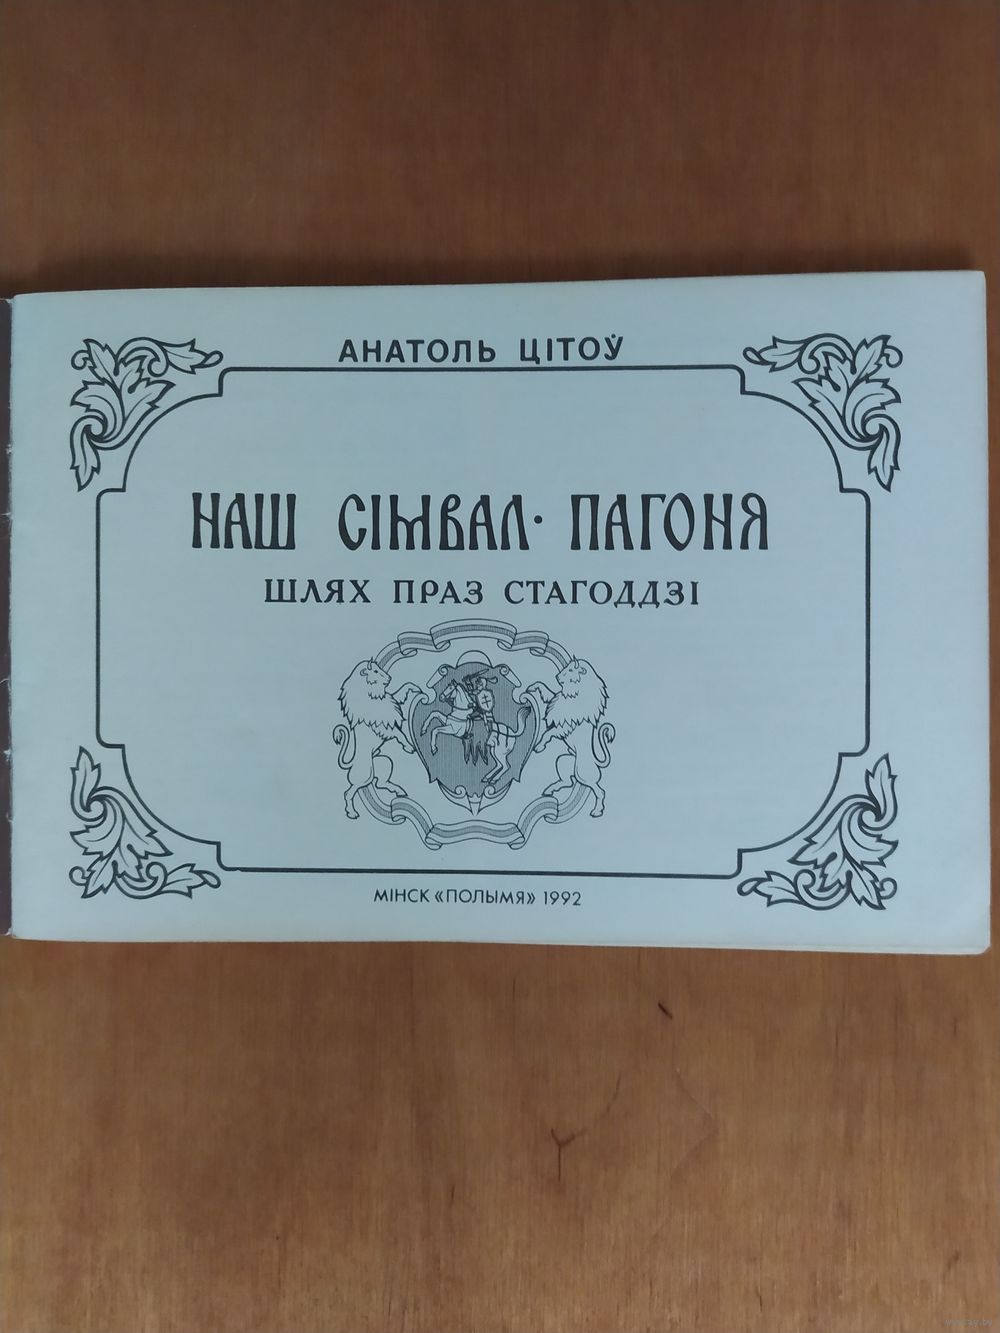 АНАТОЛЬ ЦІТОЎ
НАШ СІМВАЛ · ПАГОНЯ
ШЛЯХ ПРАЗ СТАГОДДЗІ
МІНСК «ПОЛЫМЯ» 1992